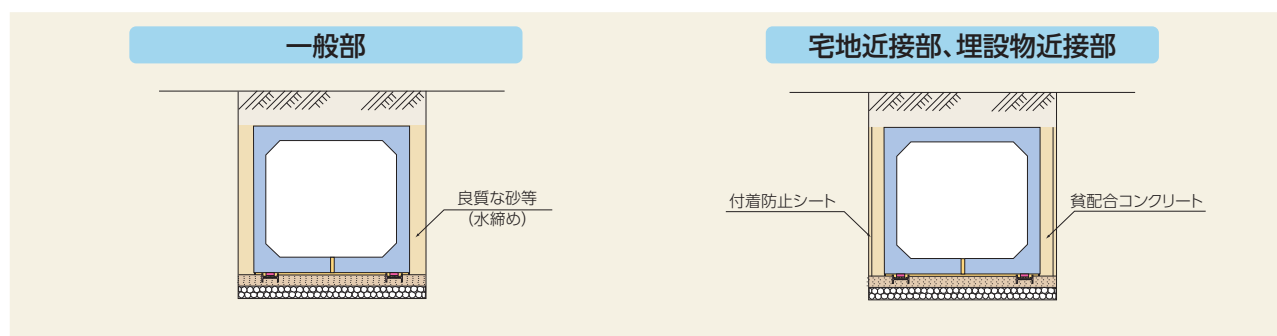 一般部
宅地近接部、埋設物近接部
良質な砂等
(水締め)
付着防止シート
貧配合コンクリート